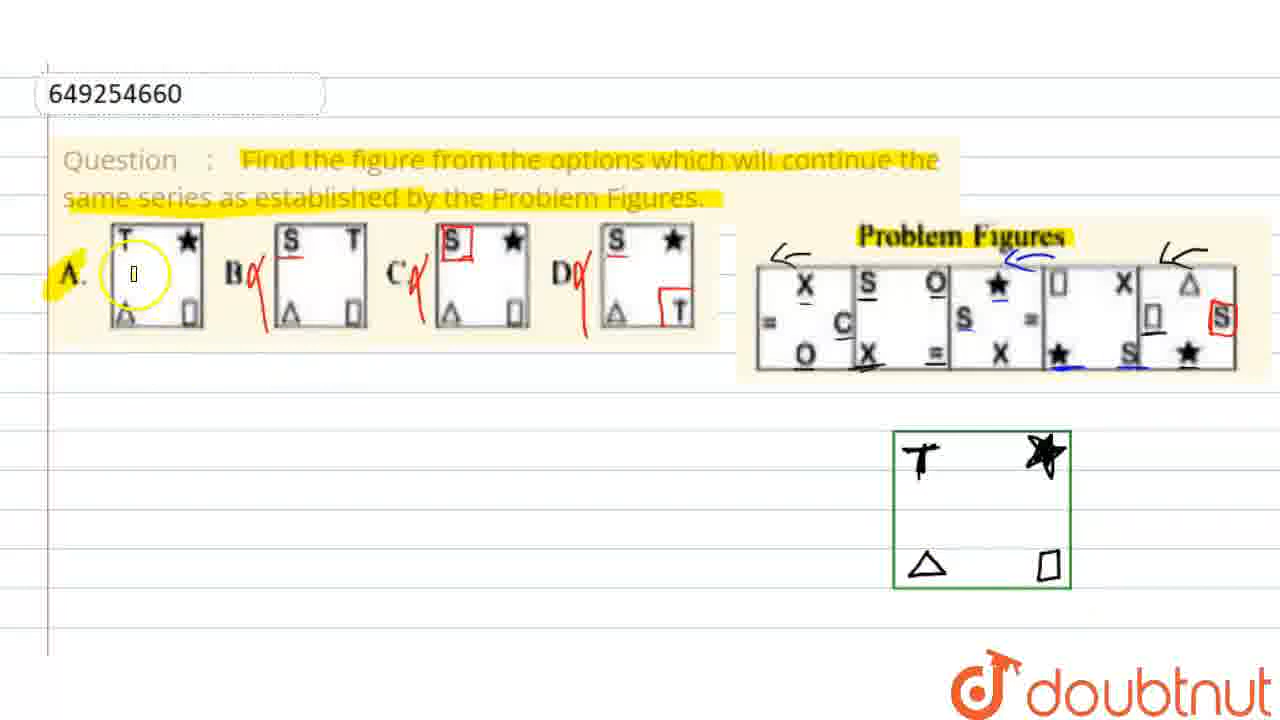 649254660
Question : Find the figure from the options which will continue the
same series as established by the Problem Figures.
A. T ★ △ ▯
B S T △ ▯
C. S ★ △ ▯
D S ★ △ T
Problem Figures
X S O ★ ▯ X △
= C S = ▯ S
O X = X ★ S ★
T ★
△ ▯
doubtnut